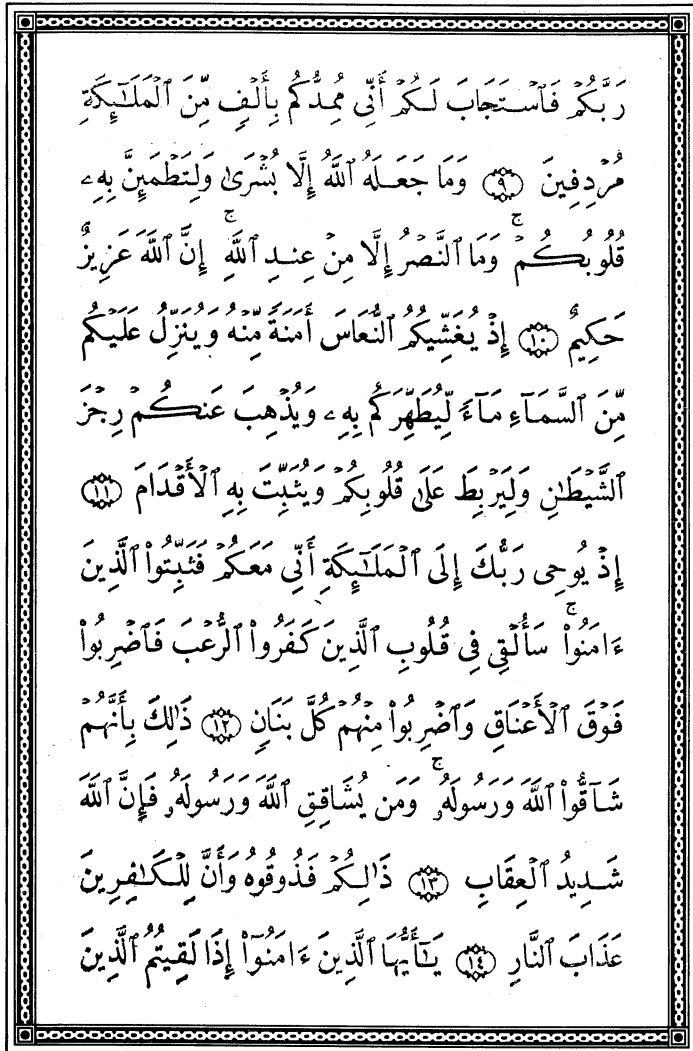 رَبَّكُمْ فَٱسْتَجَابَ لَكُمْ أَنِّى مُمِدُّكُم بِأَلْفٍ مِّنَ ٱلْمَلَـٰٓئِكَةِ
مُرْدِفِينَ ﴿٩﴾ وَمَا جَعَلَهُ ٱللَّهُ إِلَّا بُشْرَىٰ وَلِتَطْمَئِنَّ بِهِۦ
قُلُوبُكُمْ ۚ وَمَا ٱلنَّصْرُ إِلَّا مِنْ عِندِ ٱللَّهِ ۚ إِنَّ ٱللَّهَ عَزِيزٌ
حَكِيمٌ ﴿١٠﴾ إِذْ يُغَشِّيكُمُ ٱلنُّعَاسَ أَمَنَةً مِّنْهُ وَيُنَزِّلُ عَلَيْكُم
مِّنَ ٱلسَّمَآءِ مَآءً لِّيُطَهِّرَكُم بِهِۦ وَيُذْهِبَ عَنكُمْ رِجْزَ
ٱلشَّيْطَـٰنِ وَلِيَرْبِطَ عَلَىٰ قُلُوبِكُمْ وَيُثَبِّتَ بِهِ ٱلْأَقْدَامَ ﴿١١﴾
إِذْ يُوحِى رَبُّكَ إِلَى ٱلْمَلَـٰٓئِكَةِ أَنِّى مَعَكُمْ فَثَبِّتُوا۟ ٱلَّذِينَ
ءَامَنُوا۟ ۚ سَأُلْقِى فِى قُلُوبِ ٱلَّذِينَ كَفَرُوا۟ ٱلرُّعْبَ فَٱضْرِبُوا۟
فَوْقَ ٱلْأَعْنَاقِ وَٱضْرِبُوا۟ مِنْهُمْ كُلَّ بَنَانٍ ﴿١٢﴾ ذَٰلِكَ بِأَنَّهُمْ
شَآقُّوا۟ ٱللَّهَ وَرَسُولَهُۥ ۚ وَمَن يُشَاقِقِ ٱللَّهَ وَرَسُولَهُۥ فَإِنَّ ٱللَّهَ
شَدِيدُ ٱلْعِقَابِ ﴿١٣﴾ ذَٰلِكُمْ فَذُوقُوهُ وَأَنَّ لِلْكَـٰفِرِينَ
عَذَابَ ٱلنَّارِ ﴿١٤﴾ يَـٰٓأَيُّهَا ٱلَّذِينَ ءَامَنُوٓا۟ إِذَا لَقِيتُمُ ٱلَّذِينَ